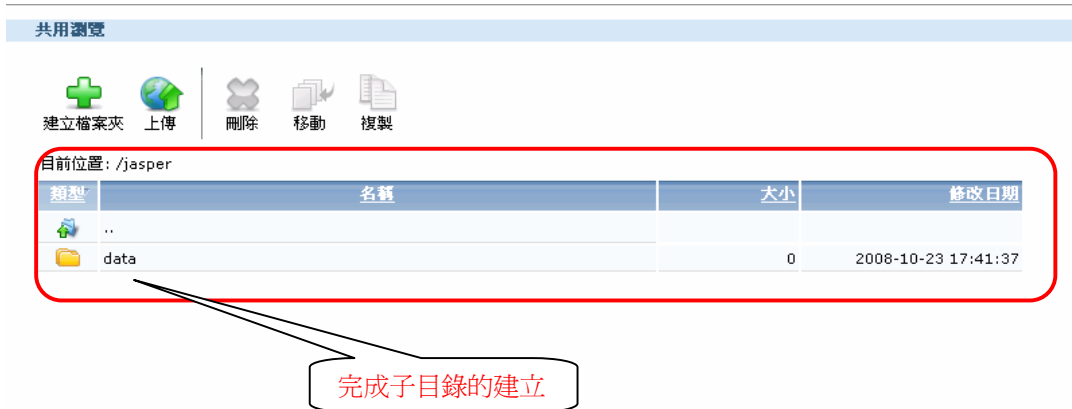 共用瀏覽
建立檔案夾 上傳 刪除 移動 複製
目前位置: /jasper
類型 名稱 大小 修改日期
..
data 0 2008-10-23 17:41:37
完成子目錄的建立